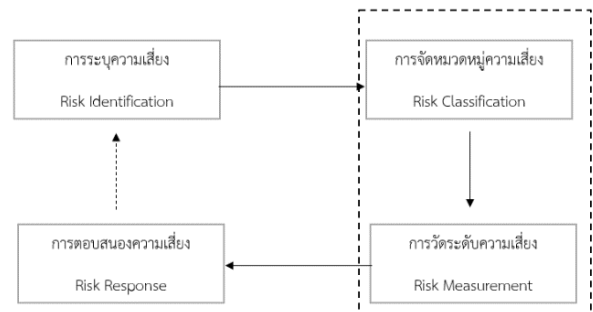 การระบุความเสี่ยง
Risk Identification
การจัดหมวดหมู่ความเสี่ยง
Risk Classification
การตอบสนองความเสี่ยง
Risk Response
การวัดระดับความเสี่ยง
Risk Measurement